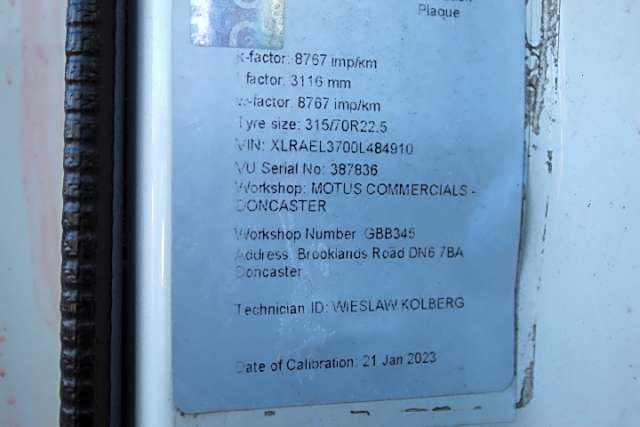 Plaque
k-factor: 8767 imp/km
l factor: 3116 mm
w-factor: 8767 imp/km
Tyre size: 315/70R22.5
VIN: XLRAEL3700L484910
VU Serial No: 387836
Workshop: MOTUS COMMERCIALS -
DONCASTER
Workshop Number: GBB345
Address: Brooklands Road DN6 7BA
Doncaster
Technician ID: WIESLAW KOLBERG
Date of Calibration: 21 Jan 2023